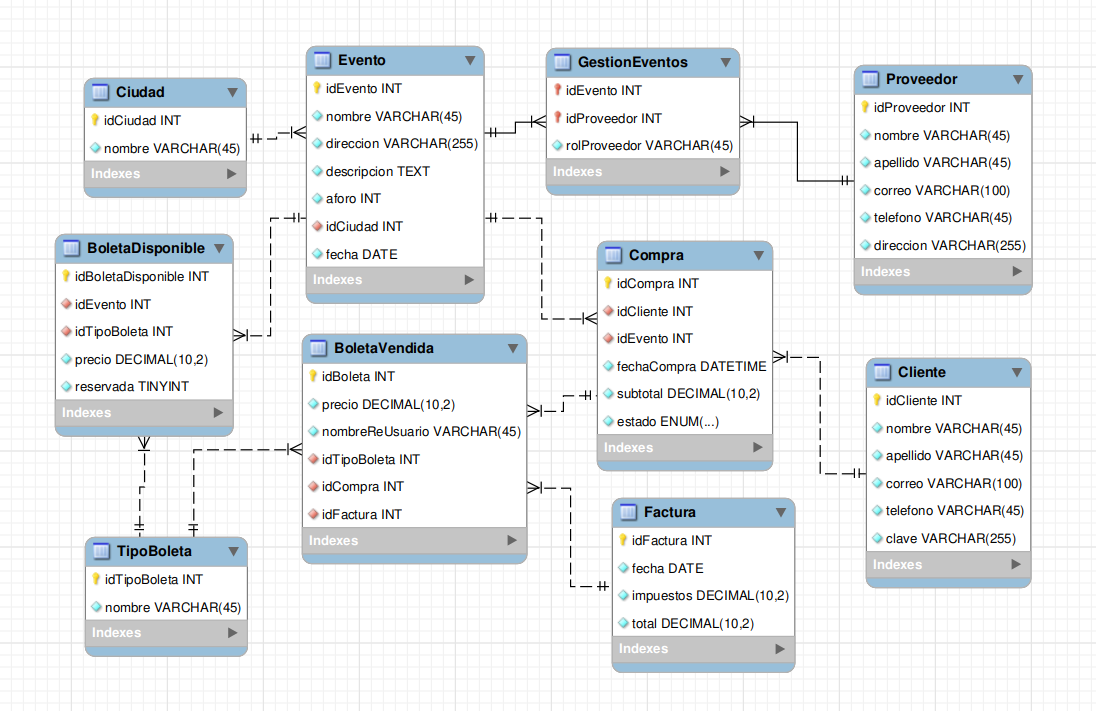 Ciudad
idCiudad INT
nombre VARCHAR(45)
Indexes
Evento
idEvento INT
nombre VARCHAR(45)
direccion VARCHAR(255)
descripcion TEXT
aforo INT
idCiudad INT
fecha DATE
Indexes
GestionEventos
idEvento INT
idProveedor INT
rolProveedor VARCHAR(45)
Indexes
Proveedor
idProveedor INT
nombre VARCHAR(45)
apellido VARCHAR(45)
correo VARCHAR(100)
telefono VARCHAR(45)
direccion VARCHAR(255)
Indexes
BoletaDisponible
idBoletaDisponible INT
idEvento INT
idTipoBoleta INT
precio DECIMAL(10,2)
reservada TINYINT
Indexes
BoletaVendida
idBoleta INT
precio DECIMAL(10,2)
nombreReUsuario VARCHAR(45)
idTipoBoleta INT
idCompra INT
idFactura INT
Indexes
Compra
idCompra INT
idCliente INT
idEvento INT
fechaCompra DATETIME
subtotal DECIMAL(10,2)
estado ENUM(...)
Indexes
Cliente
idCliente INT
nombre VARCHAR(45)
apellido VARCHAR(45)
correo VARCHAR(100)
telefono VARCHAR(45)
clave VARCHAR(255)
Indexes
TipoBoleta
idTipoBoleta INT
nombre VARCHAR(45)
Indexes
Factura
idFactura INT
fecha DATE
impuestos DECIMAL(10,2)
total DECIMAL(10,2)
Indexes